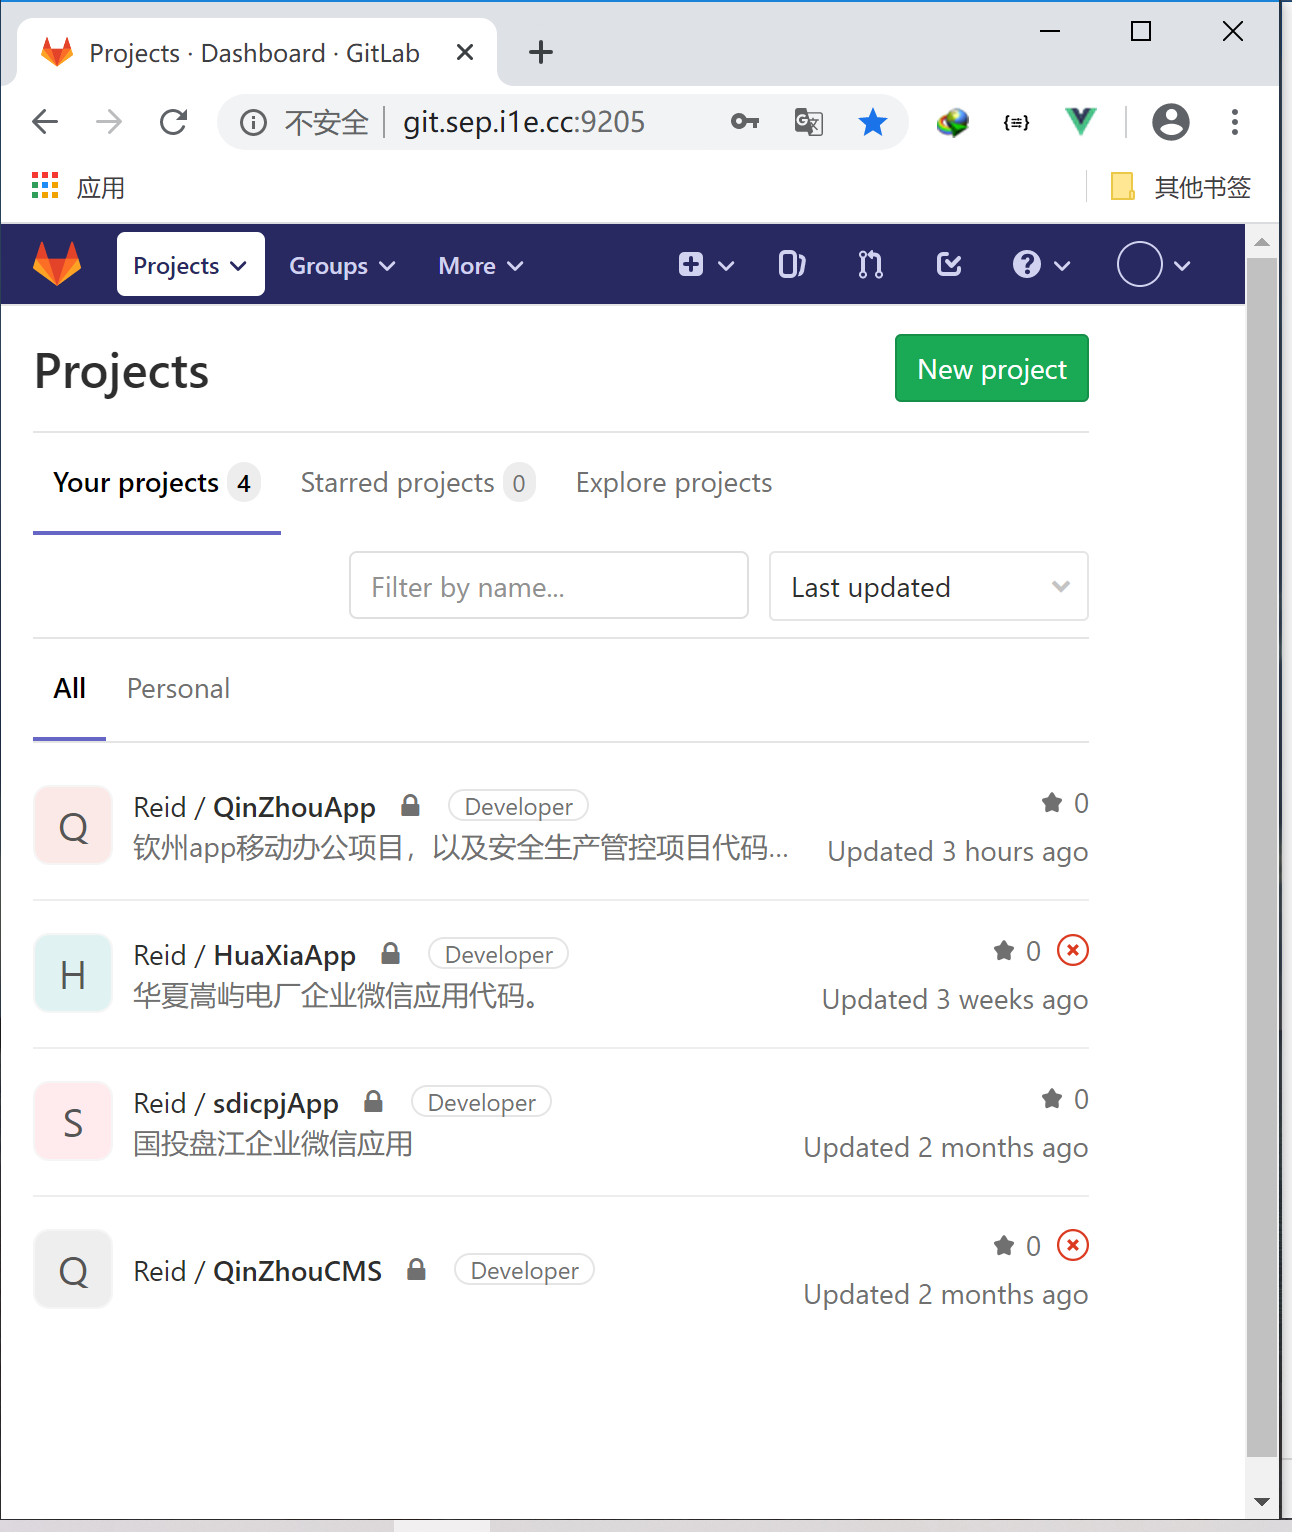 Projects · Dashboard · GitLab
不安全 git.sep.i1e.cc:9205
应用 其他书签
Projects Groups More
Projects New project
Your projects 4 Starred projects 0 Explore projects
Filter by name... Last updated
All Personal
Q Reid / QinZhouApp Developer 0
钦州app移动办公项目，以及安全生产管控项目代码... Updated 3 hours ago
H Reid / HuaXiaApp Developer 0
华夏嵩屿电厂企业微信应用代码。 Updated 3 weeks ago
S Reid / sdicpjApp Developer 0
国投盘江企业微信应用 Updated 2 months ago
Q Reid / QinZhouCMS Developer 0
Updated 2 months ago